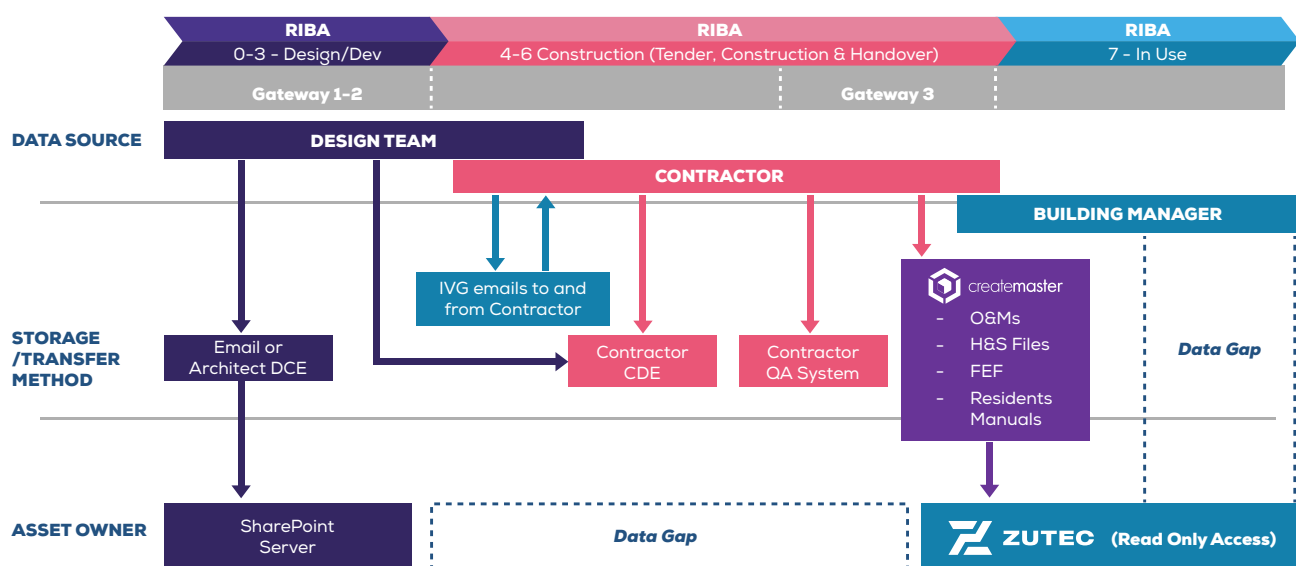 RIBA
0-3 - Design/Dev
RIBA
4-6 Construction (Tender, Construction & Handover)
RIBA
7 - In Use
Gateway 1-2
Gateway 3
DATA SOURCE
DESIGN TEAM
CONTRACTOR
BUILDING MANAGER
STORAGE
/TRANSFER
METHOD
IVG emails to and
from Contractor
Email or
Architect DCE
Contractor
CDE
Contractor
QA System
createmaster
- O&Ms
- H&S Files
- FEF
- Residents
Manuals
Data Gap
ASSET OWNER
SharePoint
Server
Data Gap
ZUTEC (Read Only Access)